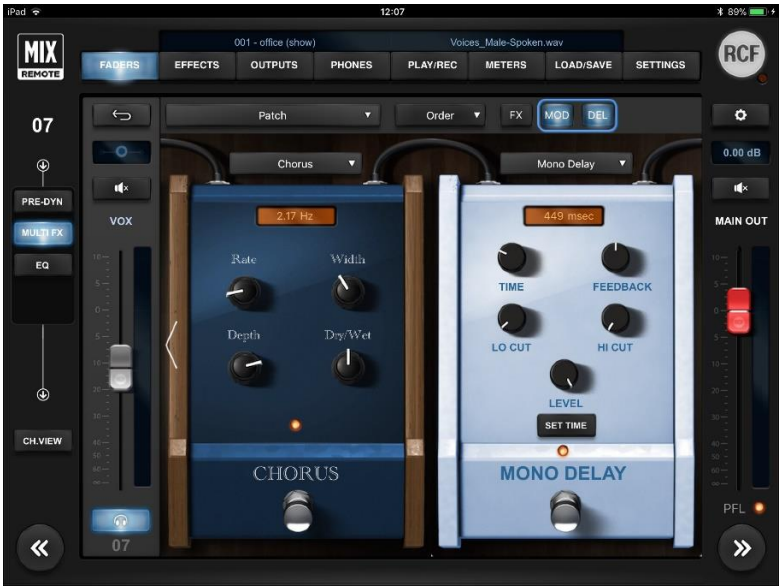 iPad 12:07 89%
MIX REMOTE
001 - office (show) Voices_Male-Spoken.wav
RCF
FADERS EFFECTS OUTPUTS PHONES PLAY/REC METERS LOAD/SAVE SETTINGS
07
Patch Order FX MOD DEL
Chorus Mono Delay
0.00 dB
PRE-DYN
MULTI FX
EQ
CH.VIEW
VOX
2.17 Hz
Rate Width
Depth Dry/Wet
CHORUS
449 msec
TIME FEEDBACK
LO CUT HI CUT
LEVEL
SET TIME
MONO DELAY
MAIN OUT
PFL
07